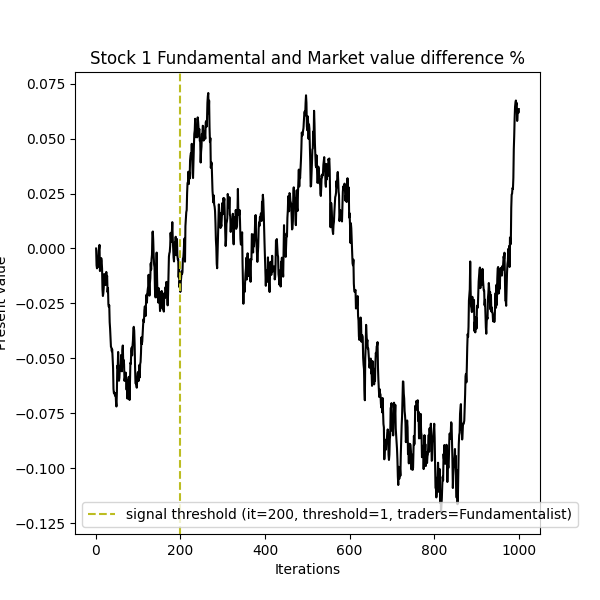 Stock 1 Fundamental and Market value difference %
0.075
0.050
0.025
0.000
−0.025
−0.050
−0.075
−0.100
−0.125
Present value
signal threshold (it=200, threshold=1, traders=Fundamentalist)
0 200 400 600 800 1000
Iterations